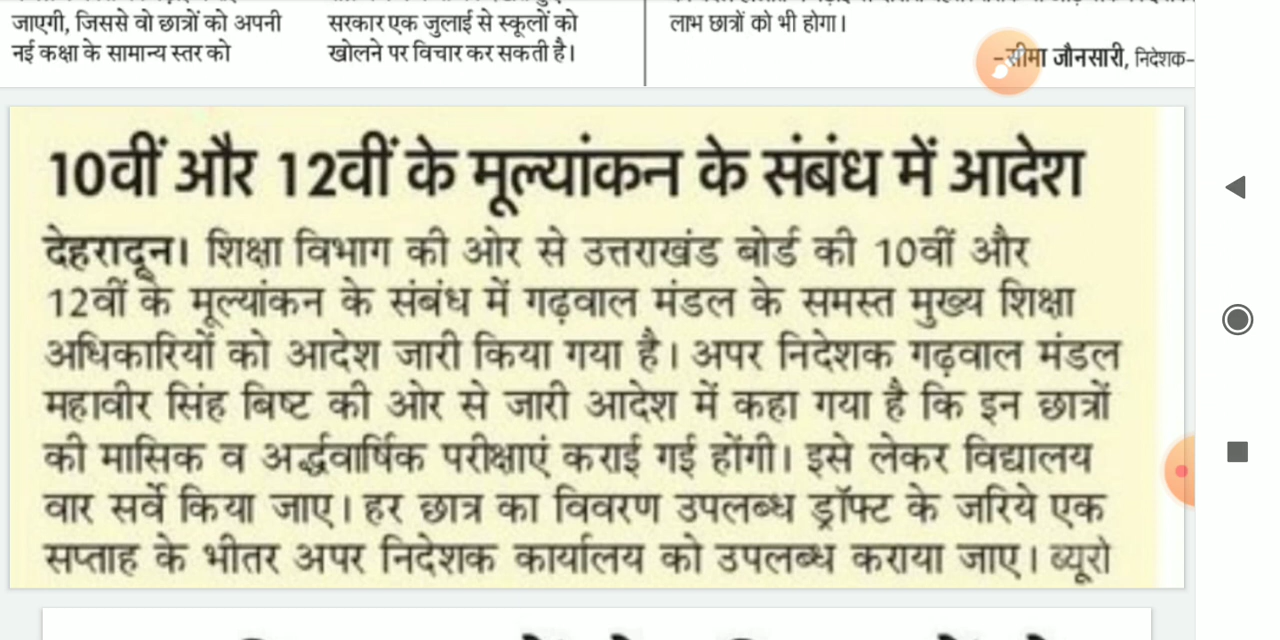 जाएगी, जिससे वो छात्रों को अपनी
नई कक्षा के सामान्य स्तर को
सरकार एक जुलाई से स्कूलों को
खोलने पर विचार कर सकती है।
लाभ छात्रों को भी होगा।
–सीमा जौनसारी, निदेशक-
10वीं और 12वीं के मूल्यांकन के संबंध में आदेश
देहरादून। शिक्षा विभाग की ओर से उत्तराखंड बोर्ड की 10वीं और
12वीं के मूल्यांकन के संबंध में गढ़वाल मंडल के समस्त मुख्य शिक्षा
अधिकारियों को आदेश जारी किया गया है। अपर निदेशक गढ़वाल मंडल
महावीर सिंह बिष्ट की ओर से जारी आदेश में कहा गया है कि इन छात्रों
की मासिक व अर्द्धवार्षिक परीक्षाएं कराई गई होंगी। इसे लेकर विद्यालय
वार सर्वे किया जाए। हर छात्र का विवरण उपलब्ध ड्रॉफ्ट के जरिये एक
सप्ताह के भीतर अपर निदेशक कार्यालय को उपलब्ध कराया जाए। ब्यूरो